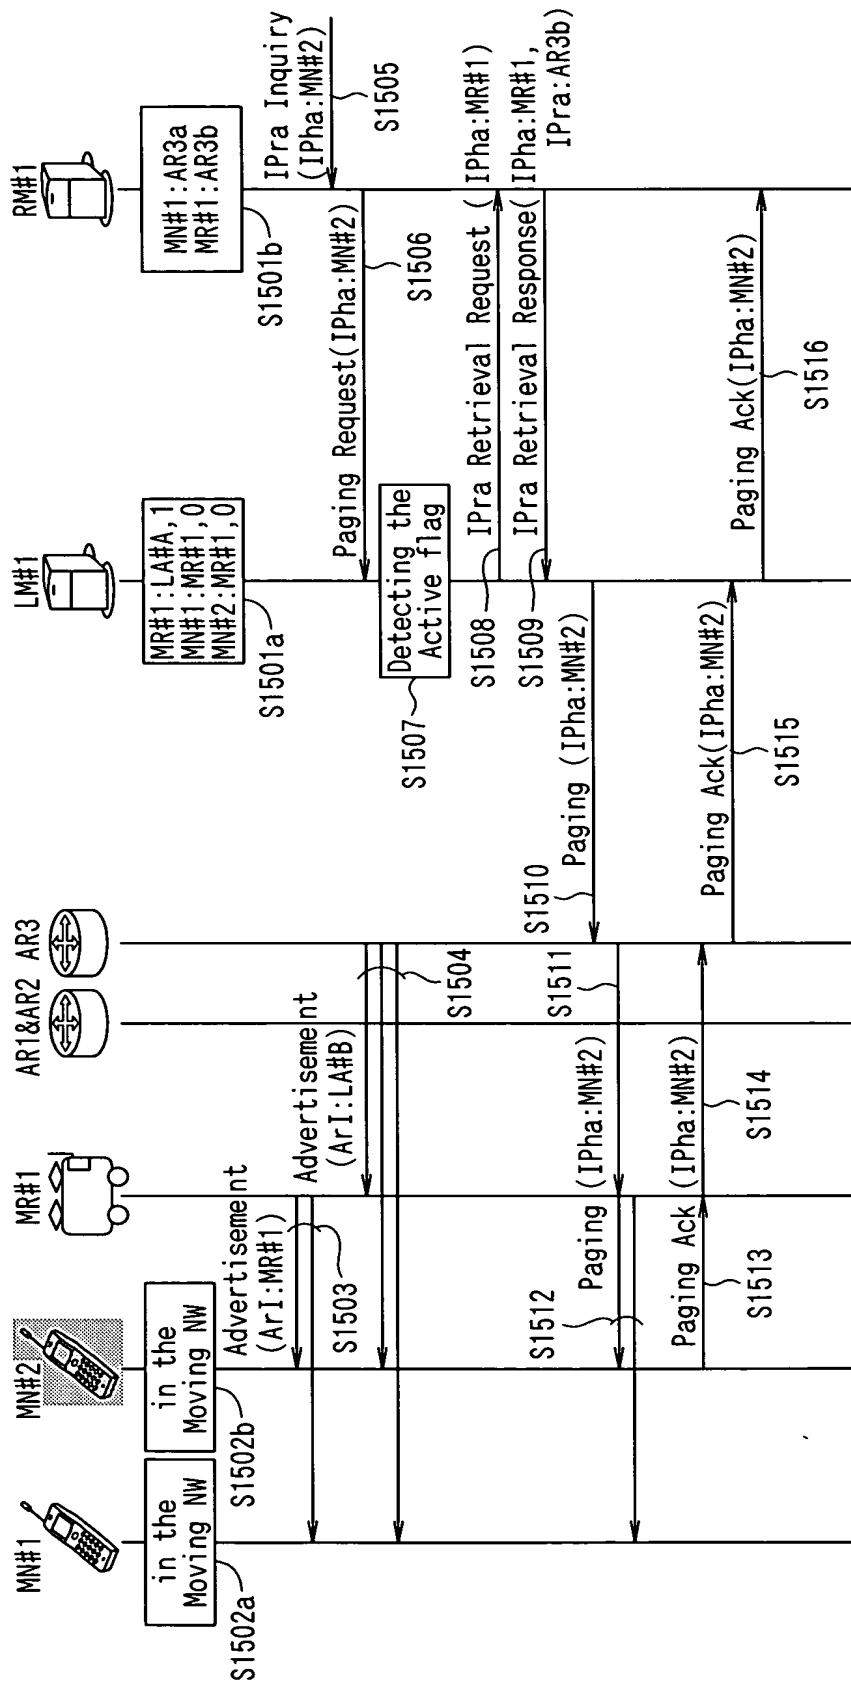 MN#1
MN#2
MR#1
AR1&AR2
AR3
LM#1
RM#1
in the
Moving NW
S1502a
in the
Moving NW
S1502b
MR#1:LA#A,1
MN#1:MR#1,0
MN#2:MR#1,0
S1501a
MN#1:AR3a
MR#1:AR3b
S1501b
Advertisement
(ArI:MR#1)
S1503
Advertisement
(ArI:LA#B)
S1504
IPra Inquiry
(IPha:MN#2)
S1505
Paging Request(IPha:MN#2)
S1506
Detecting the
Active flag
S1507
IPra Retrieval Request (IPha:MR#1)
S1508
IPra Retrieval Response(IPha:MR#1,
IPra:AR3b)
S1509
Paging (IPha:MN#2)
S1510
S1511
Paging (IPha:MN#2)
S1512
Paging Ack (IPha:MN#2)
S1513
S1514
Paging Ack(IPha:MN#2)
S1515
Paging Ack(IPha:MN#2)
S1516